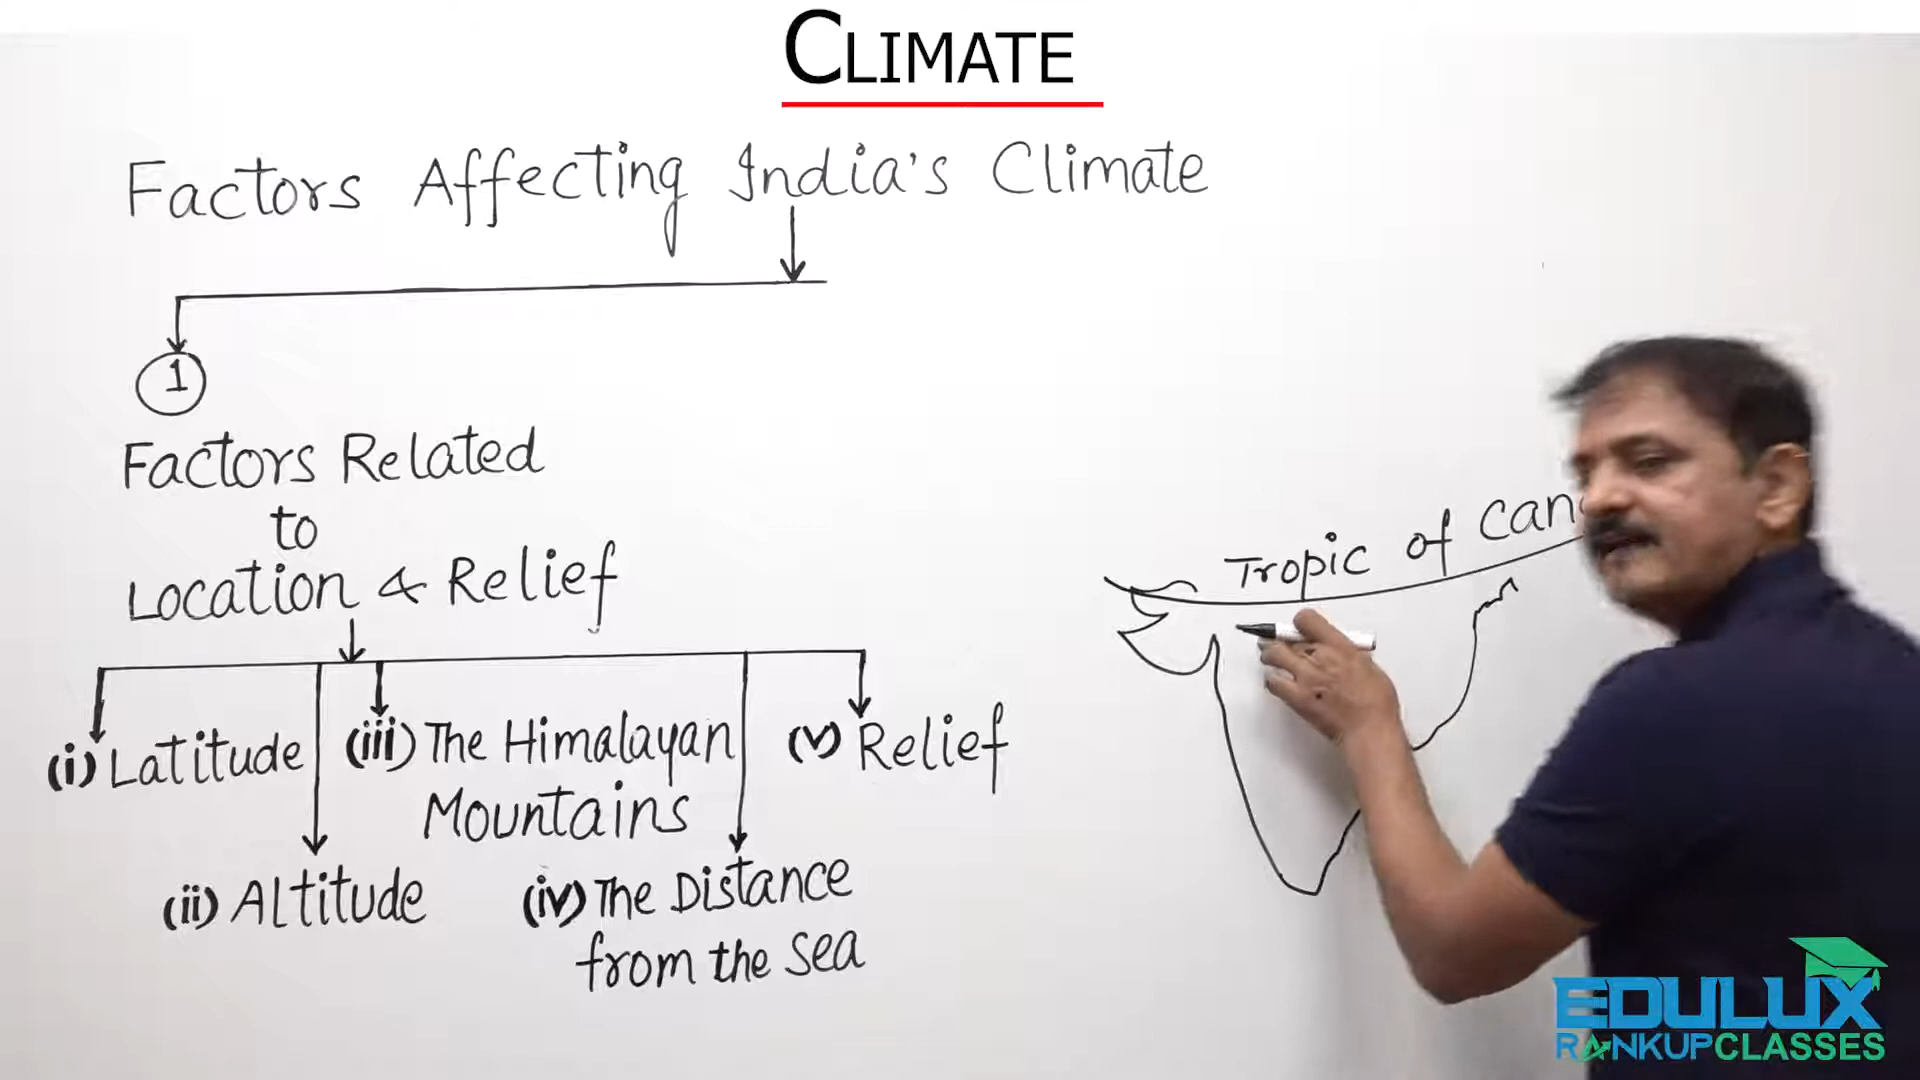 CLIMATE
Factors Affecting India's Climate
1
Factors Related
to
Location & Relief
(i) Latitude
(ii) Altitude
(iii) The Himalayan
Mountains
(iv) The Distance
from the sea
(v) Relief
Tropic of Can
EDULUX
RANKUPCLASSES